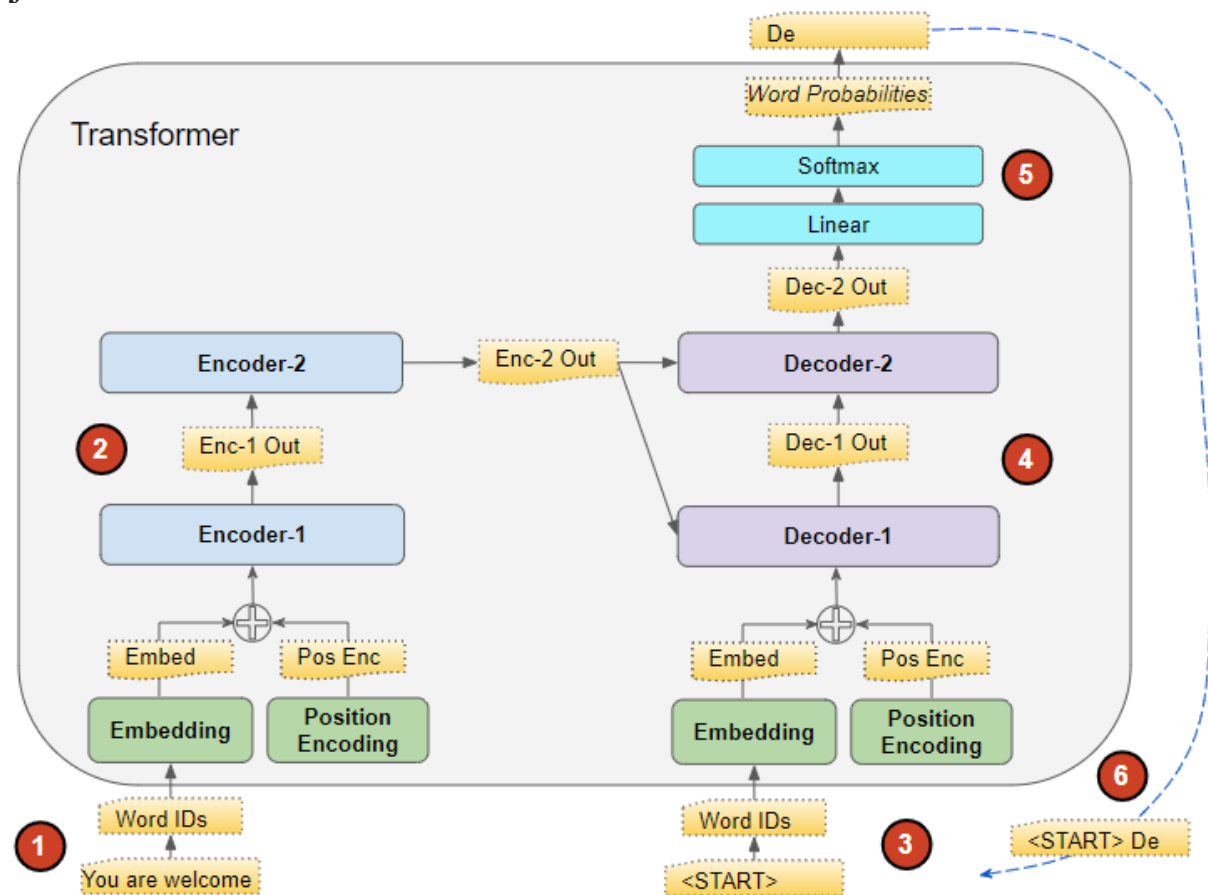 De
Word Probabilities
Transformer
Softmax
5
Linear
Dec-2 Out
Encoder-2
Enc-2 Out
Decoder-2
2
Enc-1 Out
Dec-1 Out
4
Encoder-1
Decoder-1
Embed
Pos Enc
Embed
Pos Enc
Embedding
Position
Encoding
Embedding
Position
Encoding
6
1
Word IDs
Word IDs
3
<START> De
You are welcome
<START>